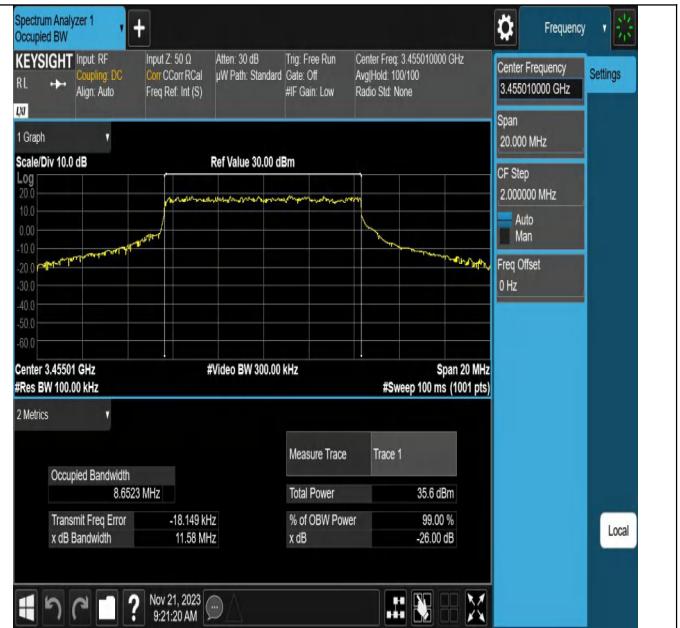 Spectrum Analyzer 1
Occupied BW
Frequency
KEYSIGHT Input: RF Input Z: 50 Ω Atten: 30 dB Trig: Free Run Center Freq: 3.455010000 GHz
RL Coupling: DC Corr CCorr RCal µW Path: Standard Gate: Off Avg|Hold: 100/100
Align: Auto Freq Ref: Int (S) #IF Gain: Low Radio Std: None
LXI
Center Frequency
3.455010000 GHz
Settings
Span
20.000 MHz
CF Step
2.000000 MHz
Auto
Man
Freq Offset
0 Hz
1 Graph
Scale/Div 10.0 dB Ref Value 30.00 dBm
Log
20.0
10.0
0.00
-10.0
-20.0
-30.0
-40.0
-50.0
-60.0
Center 3.45501 GHz #Video BW 300.00 kHz Span 20 MHz
#Res BW 100.00 kHz #Sweep 100 ms (1001 pts)
2 Metrics
Measure Trace Trace 1
Occupied Bandwidth
8.6523 MHz
Total Power 35.6 dBm
Transmit Freq Error -18.149 kHz % of OBW Power 99.00 %
x dB Bandwidth 11.58 MHz x dB -26.00 dB
Local
Nov 21, 2023
9:21:20 AM